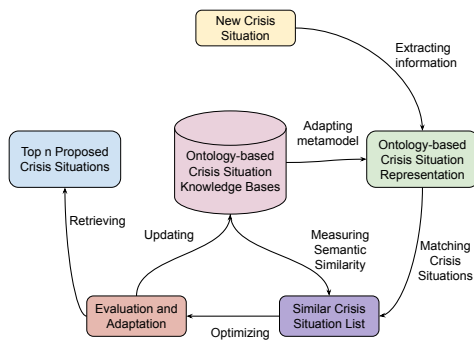 New Crisis
Situation
Extracting
information
Adapting
metamodel
Top n Proposed
Crisis Situations
Ontology-based
Crisis Situation
Knowledge Bases
Ontology-based
Crisis Situation
Representation
Retrieving
Updating
Measuring
Semantic
Similarity
Matching
Crisis
Situations
Evaluation and
Adaptation
Optimizing
Similar Crisis
Situation List